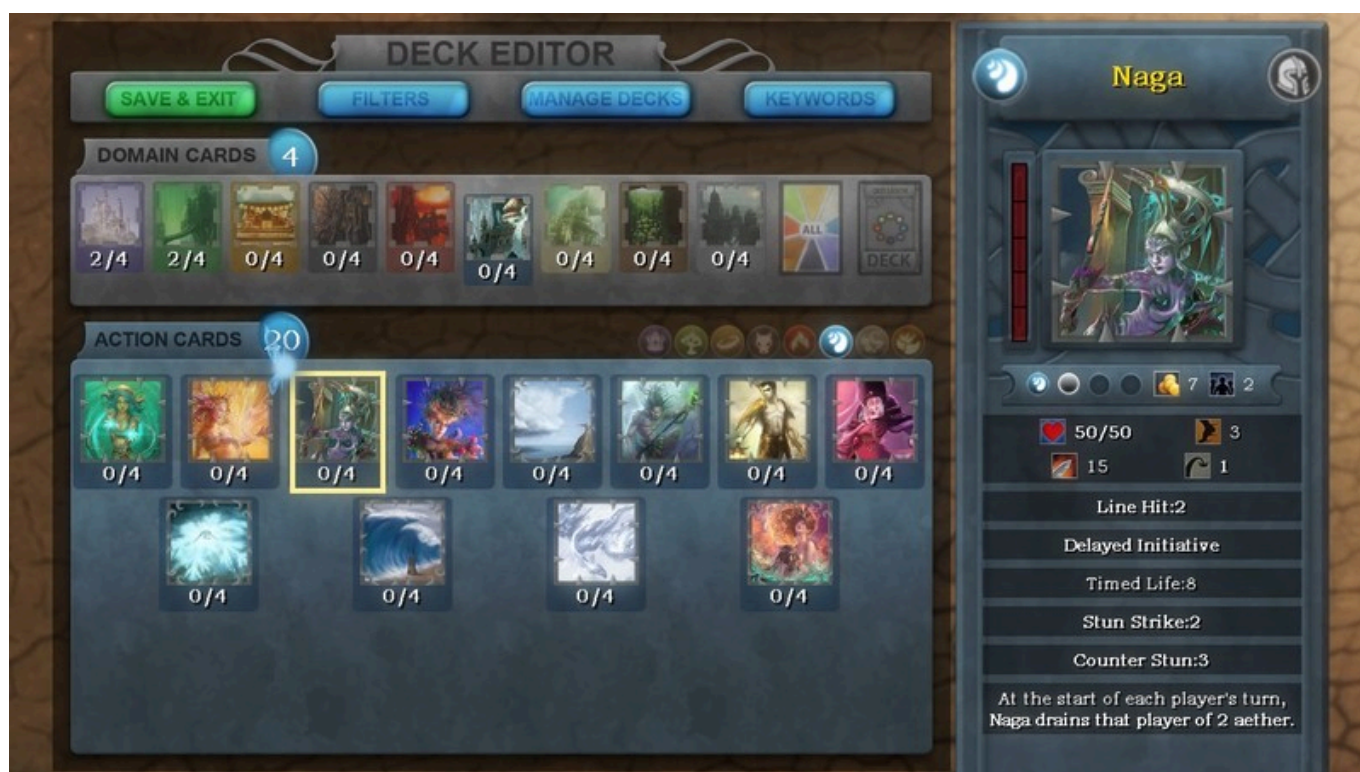 DECK EDITOR
SAVE & EXIT
FILTERS
MANAGE DECKS
KEYWORDS
DOMAIN CARDS 4
2/4 2/4 0/4 0/4 0/4 0/4 0/4 0/4 0/4 ALL DECK
ACTION CARDS 20
0/4 0/4 0/4 0/4 0/4 0/4 0/4 0/4
0/4 0/4 0/4 0/4
Naga
7 2
50/50 3
15 1
Line Hit:2
Delayed Initiative
Timed Life:8
Stun Strike:2
Counter Stun:3
At the start of each player's turn,
Naga drains that player of 2 aether.